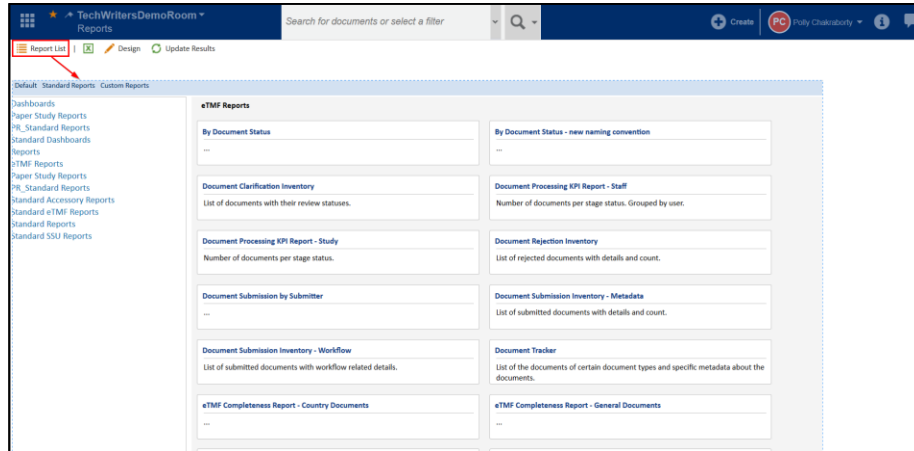 TechWritersDemoRoom
Reports
Search for documents or select a filter
Create
PC
Polly Chakraborty
Report List | Design Update Results
Default Standard Reports Custom Reports
Dashboards
Paper Study Reports
PR_Standard Reports
Standard Dashboards
Reports
eTMF Reports
Paper Study Reports
PR_Standard Reports
Standard Accessory Reports
Standard eTMF Reports
Standard Reports
Standard SSU Reports
eTMF Reports
By Document Status
...
By Document Status - new naming convention
...
Document Clarification Inventory
List of documents with their review statuses.
Document Processing KPI Report - Staff
Number of documents per stage status. Grouped by user.
Document Processing KPI Report - Study
Number of documents per stage status.
Document Rejection Inventory
List of rejected documents with details and count.
Document Submission by Submitter
...
Document Submission Inventory - Metadata
List of submitted documents with details and count.
Document Submission Inventory - Workflow
List of submitted documents with workflow related details.
Document Tracker
List of the documents of certain document types and specific metadata about the
documents.
eTMF Completeness Report - Country Documents
...
eTMF Completeness Report - General Documents
...